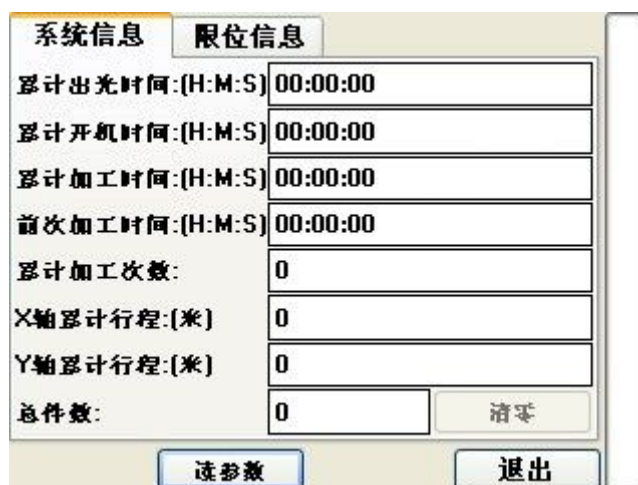 系统信息 限位信息
累计出光时间:(H:M:S) 00:00:00
累计开机时间:(H:M:S) 00:00:00
累计加工时间:(H:M:S) 00:00:00
前次加工时间:(H:M:S) 00:00:00
累计加工次数: 0
X轴累计行程:(米) 0
Y轴累计行程:(米) 0
总件数: 0 清零
读参数 退出